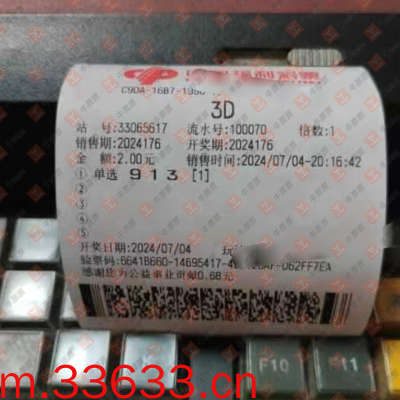 3D
站 号:33065617 流水号:100070 倍数:1
销售期:2024176 开奖期:2024176
金 额:2.00元 销售时间:2024/07/04-20:16:42
① 单选 9 1 3 [1]
②
③
④
⑤
开奖日期:2024/07/04
验票码:6641B660-14695417-
感谢您为公益事业贡献0.68元
F10 F11
m.33633.cn